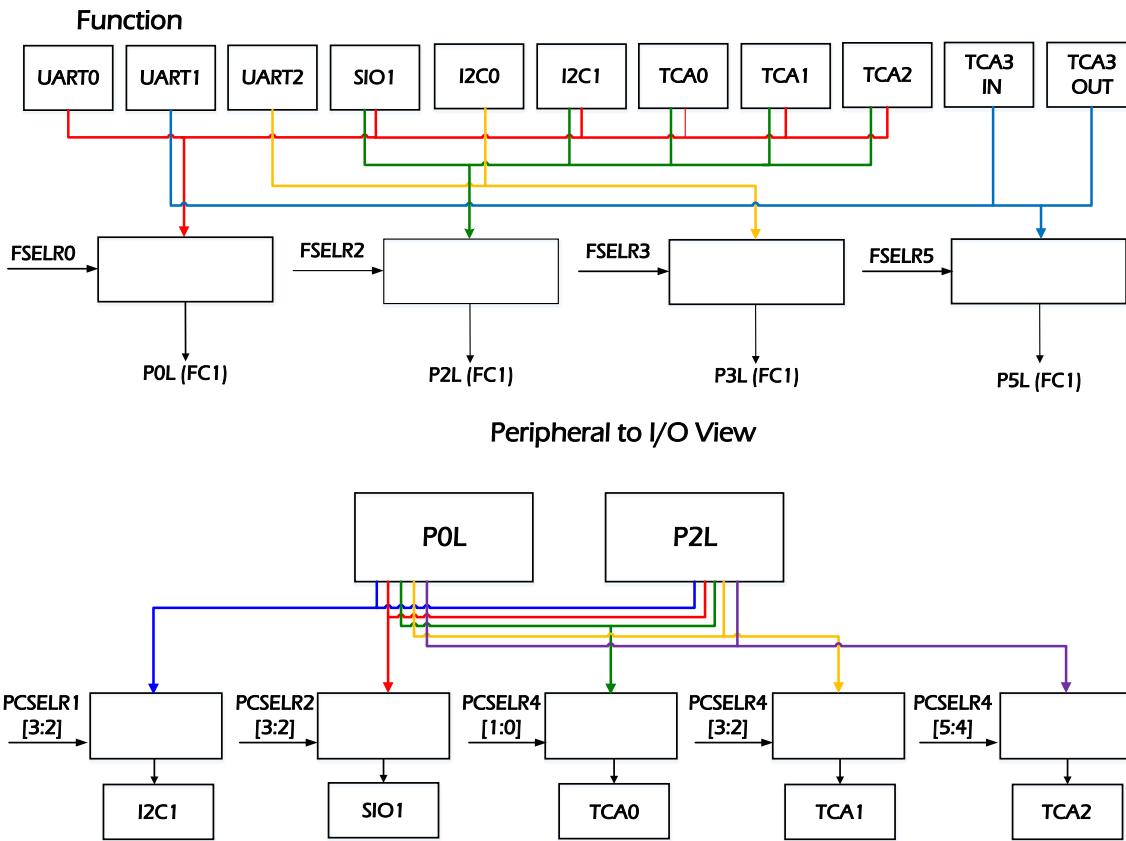 Function
UART0 UART1 UART2 SIO1 I2C0 I2C1 TCA0 TCA1 TCA2 TCA3 IN TCA3 OUT
FSELR0 FSELR2 FSELR3 FSELR5
P0L (FC1) P2L (FC1) P3L (FC1) P5L (FC1)
Peripheral to I/O View
P0L P2L
PCSELR1 PCSELR2 PCSELR4 PCSELR4 PCSELR4
[3:2] [3:2] [1:0] [3:2] [5:4]
I2C1 SIO1 TCA0 TCA1 TCA2